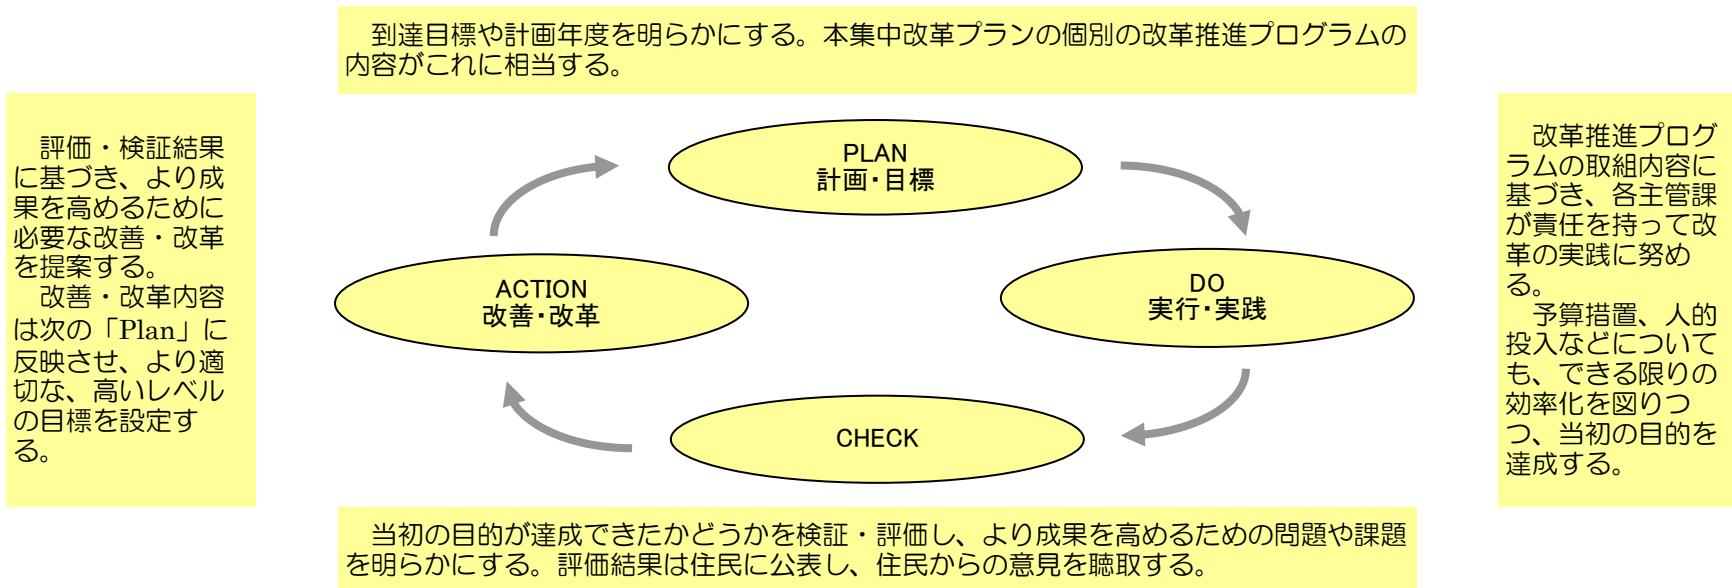 到達目標や計画年度を明らかにする。本集中改革プランの個別の改革推進プログラムの
内容がこれに相当する。
PLAN
計画・目標
　改革推進プログ
ラムの取組内容に
基づき、各主管課
が責任を持って改
革の実践に努め
る。
　予算措置、人的
投入などについて
も、できる限りの
効率化を図りつ
つ、当初の目的を
達成する。
DO
実行・実践
CHECK
　当初の目的が達成できたかどうかを検証・評価し、より成果を高めるための問題や課題
を明らかにする。評価結果は住民に公表し、住民からの意見を聴取する。
ACTION
改善・改革
　評価・検証結果
に基づき、より成
果を高めるために
必要な改善・改革
を提案する。
　改善・改革内容
は次の「Plan」に
反映させ、より適
切な、高いレベル
の目標を設定す
る。